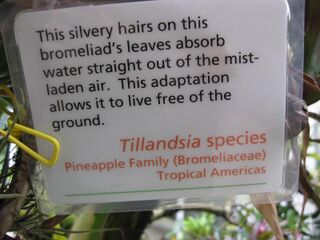 This silvery hairs on this
bromeliad's leaves absorb
water straight out of the mist-
laden air. This adaptation
allows it to live free of the
ground.
Tillandsia species
Pineapple Family (Bromeliaceae)
Tropical Americas